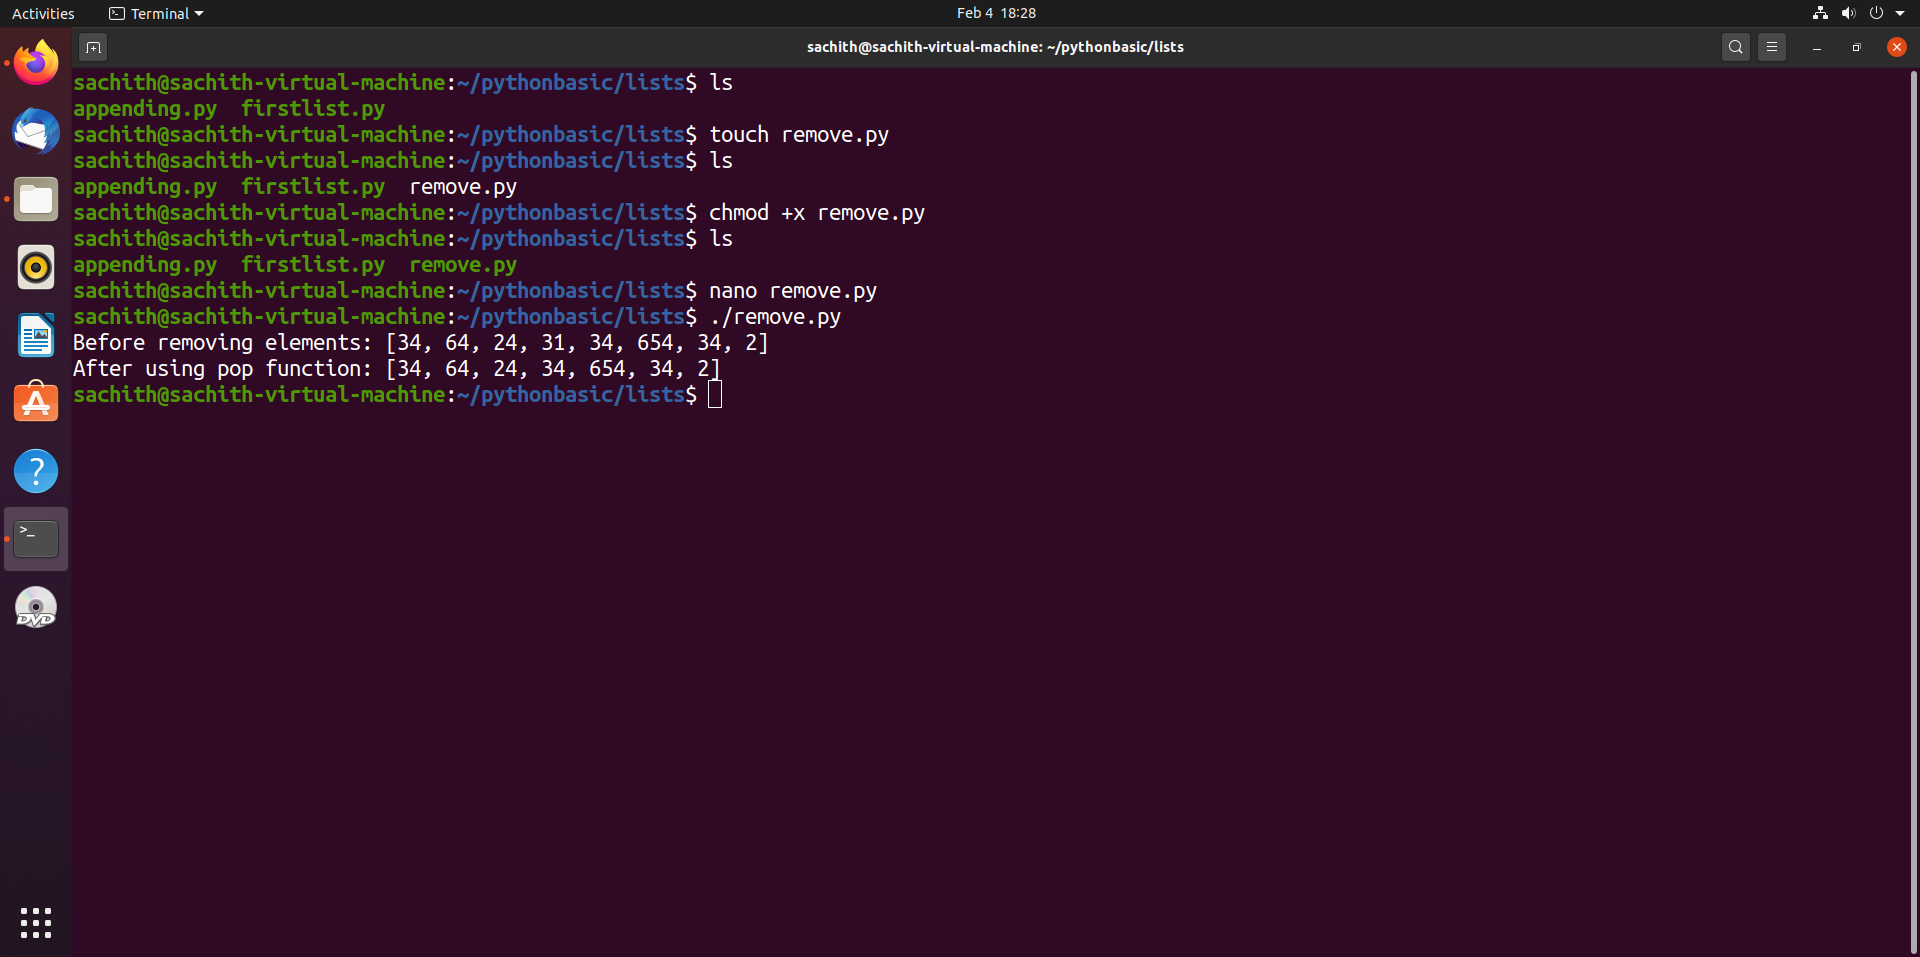 Activities Terminal Feb 4 18:28
sachith@sachith-virtual-machine: ~/pythonbasic/lists
sachith@sachith-virtual-machine:~/pythonbasic/lists$ ls
appending.py  firstlist.py
sachith@sachith-virtual-machine:~/pythonbasic/lists$ touch remove.py
sachith@sachith-virtual-machine:~/pythonbasic/lists$ ls
appending.py  firstlist.py  remove.py
sachith@sachith-virtual-machine:~/pythonbasic/lists$ chmod +x remove.py
sachith@sachith-virtual-machine:~/pythonbasic/lists$ ls
appending.py  firstlist.py  remove.py
sachith@sachith-virtual-machine:~/pythonbasic/lists$ nano remove.py
sachith@sachith-virtual-machine:~/pythonbasic/lists$ ./remove.py
Before removing elements: [34, 64, 24, 31, 34, 654, 34, 2]
After using pop function: [34, 64, 24, 34, 654, 34, 2]
sachith@sachith-virtual-machine:~/pythonbasic/lists$
?
>_
DVD